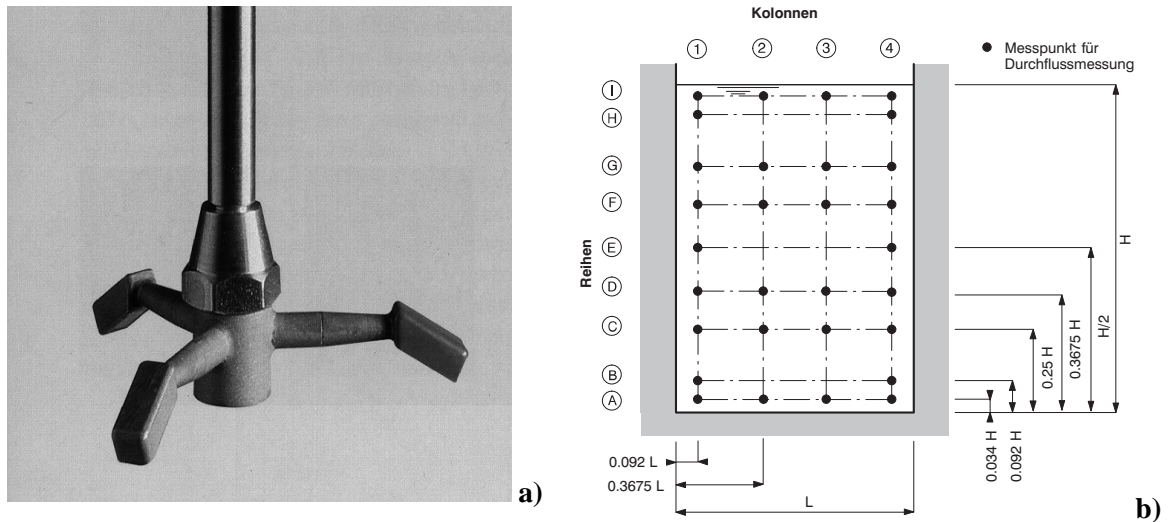 a)
Kolonnen
1 2 3 4
Messpunkt für
Durchflussmessung
Reihen
I
H
G
F
E
D
C
B
A
H
H/2
0.3675 H
0.25 H
0.092 H
0.034 H
0.092 L
0.3675 L
L
b)